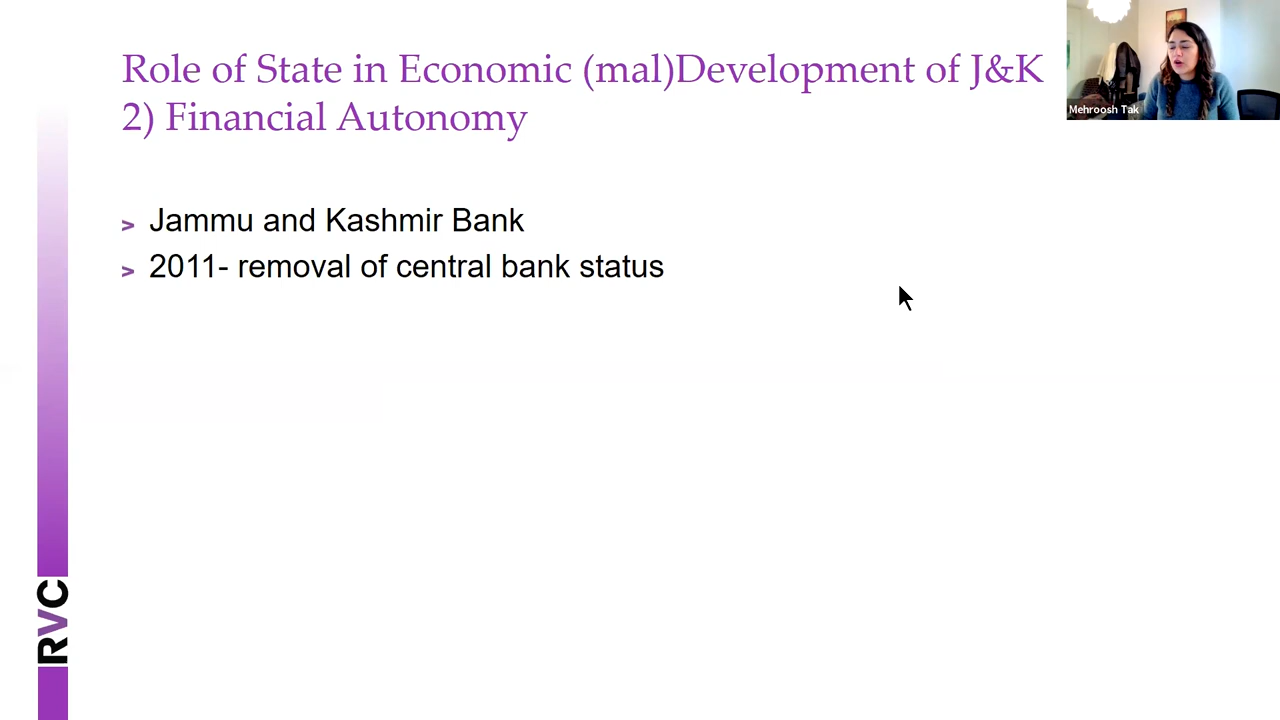 Role of State in Economic (mal)Development of J&K
2) Financial Autonomy
> Jammu and Kashmir Bank
> 2011- removal of central bank status
Mehroosh Tak
RVC